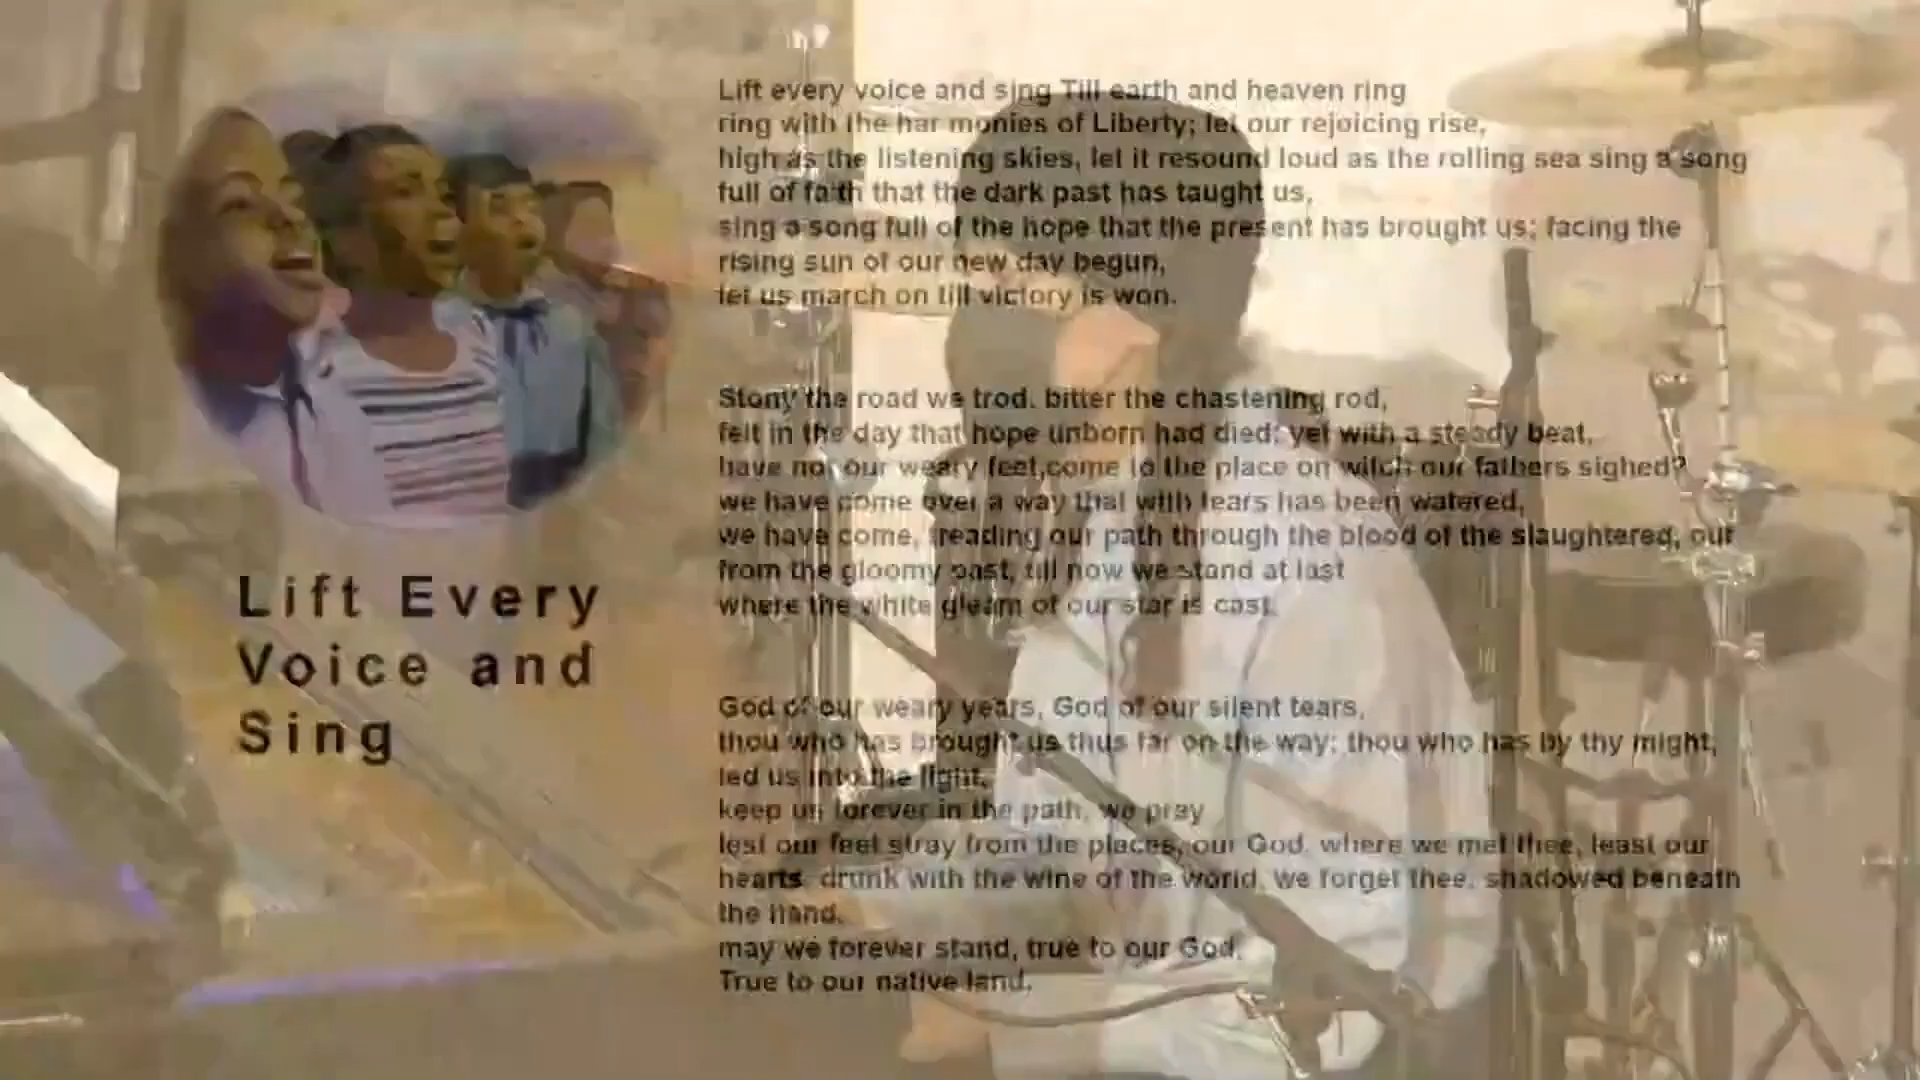 Lift Every
Voice and
Sing
Lift every voice and sing Till earth and heaven ring
ring with the har monies of Liberty; let our rejoicing rise,
high as the listening skies, let it resound loud as the rolling sea sing a song
full of faith that the dark past has taught us,
sing a song full of the hope that the present has brought us; facing the
rising sun of our new day begun,
let us march on till victory is won.
Stony the road we trod, bitter the chastening rod,
felt in the day that hope unborn had died; yet with a steady beat,
have not our weary feet,come to the place on witch our fathers sighed?
we have come over a way that with tears has been watered,
we have come, treading our path through the blood of the slaughtered, out
from the gloomy past, till now we stand at last
where the white gleam of our star is cast.
God of our weary years, God of our silent tears,
thou who has brought us thus far on the way; thou who has by thy might,
led us into the light,
keep us forever in the path, we pray
lest our feet stray from the places, our God, where we met thee, least our
hearts, drunk with the wine of the world, we forget thee, shadowed beneath
the hand,
may we forever stand, true to our God,
True to our native land.